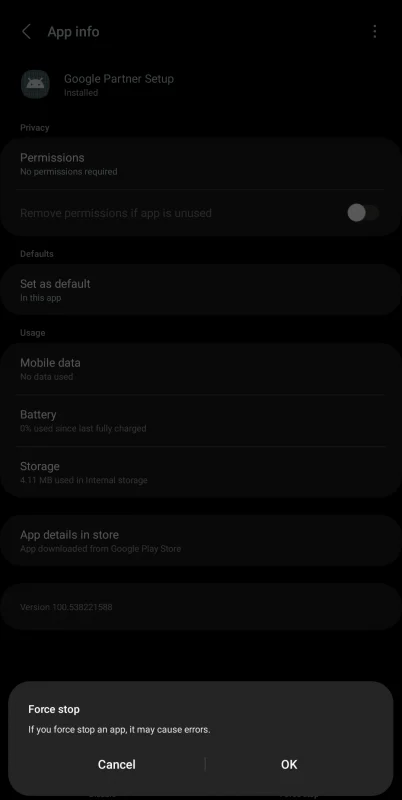 App info
Google Partner Setup
Installed
Privacy
Permissions
No permissions required
Remove permissions if app is unused
Defaults
Set as default
In this app
Usage
Mobile data
No data used
Battery
0% used since last fully charged
Storage
4.11 MB used in Internal storage
App details in store
App downloaded from Google Play Store
Version 100.538221588
Force stop
If you force stop an app, it may cause errors.
Cancel
OK